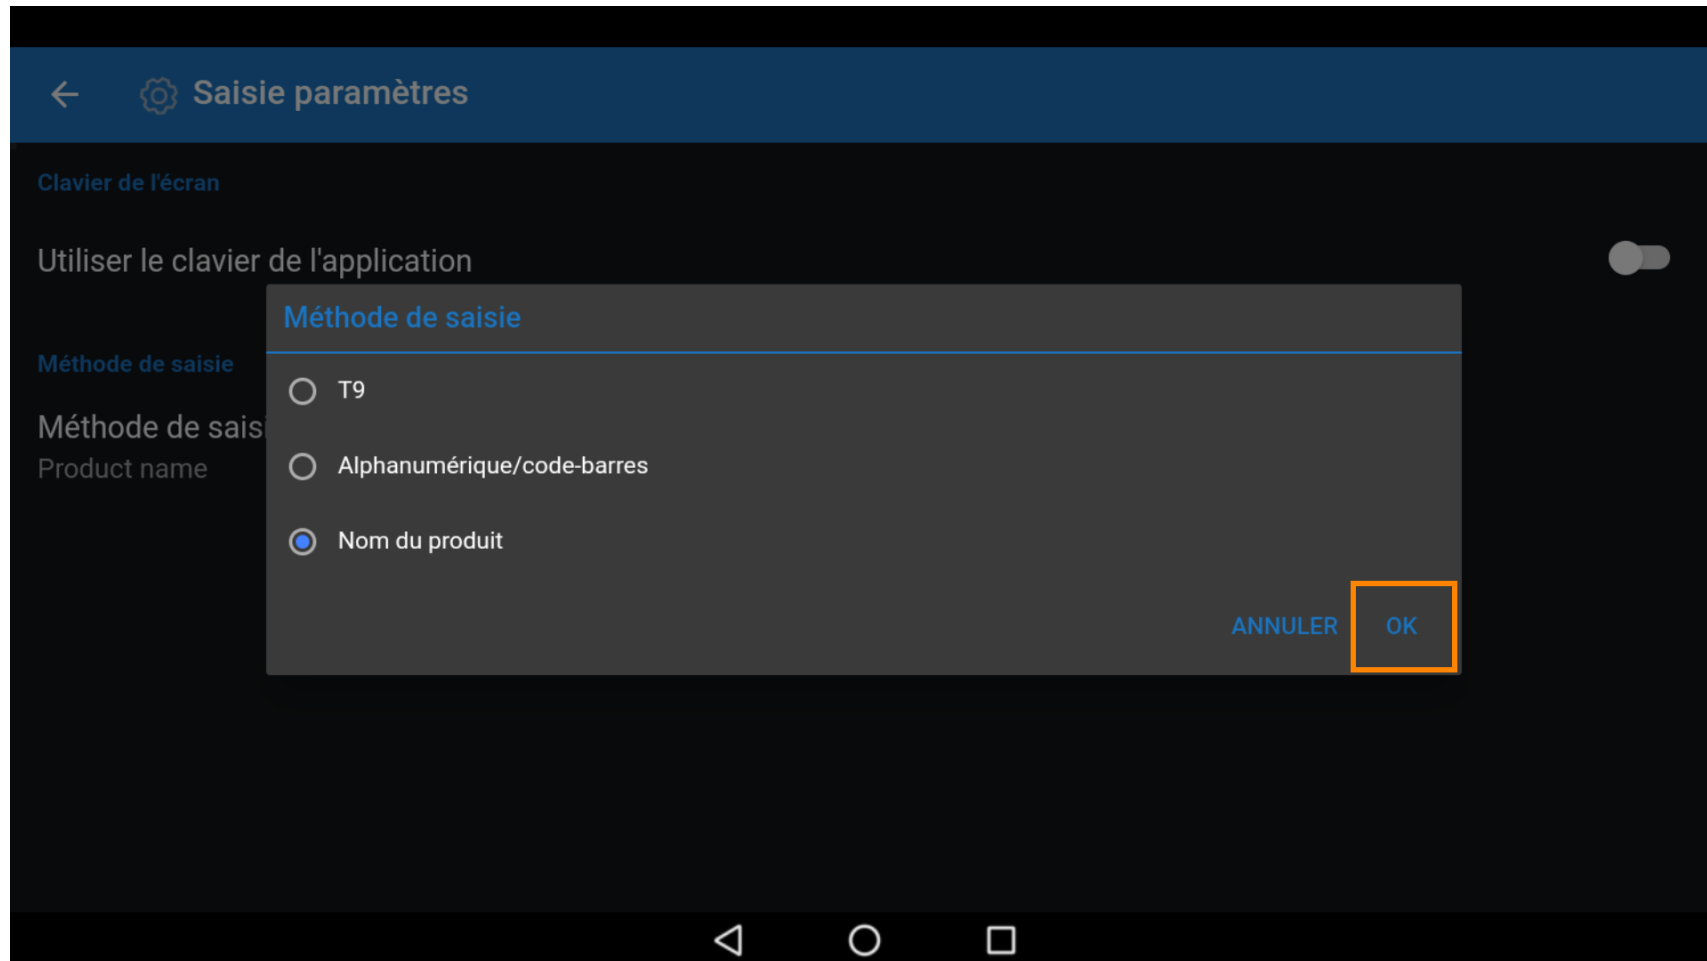 Saisie paramètres
Clavier de l'écran
Utiliser le clavier de l'application
Méthode de saisie
Méthode de saisi
Product name
Méthode de saisie
T9
Alphanumérique/code-barres
Nom du produit
ANNULER OK